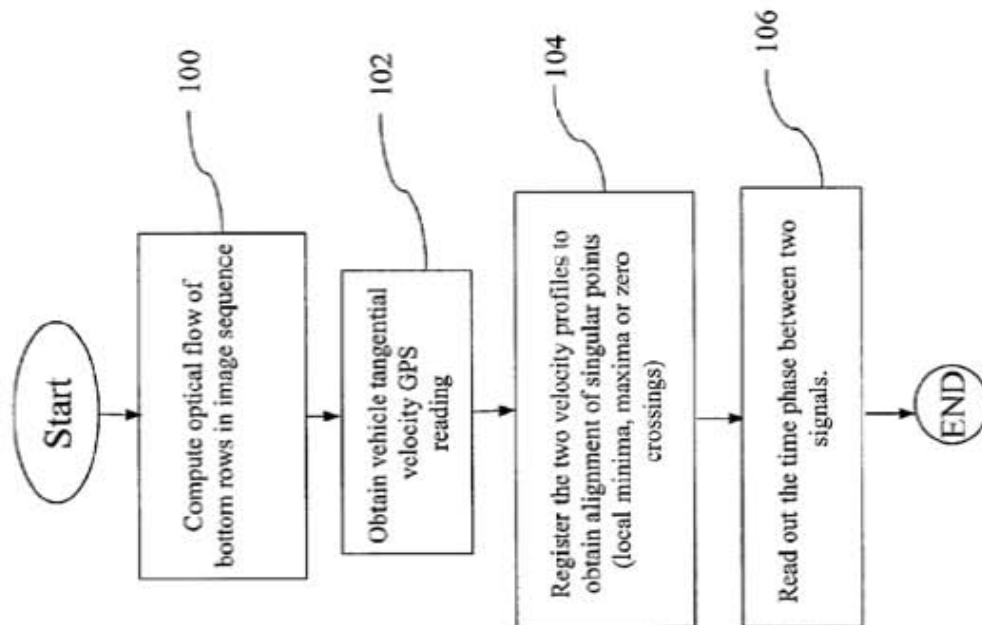 Start
Compute optical flow of
bottom rows in image sequence
100
Obtain vehicle tangential
velocity GPS
reading
102
Register the two velocity profiles to
obtain alignment of singular points
(local minima, maxima or zero
crossings)
104
Read out the time phase between two
signals.
106
END